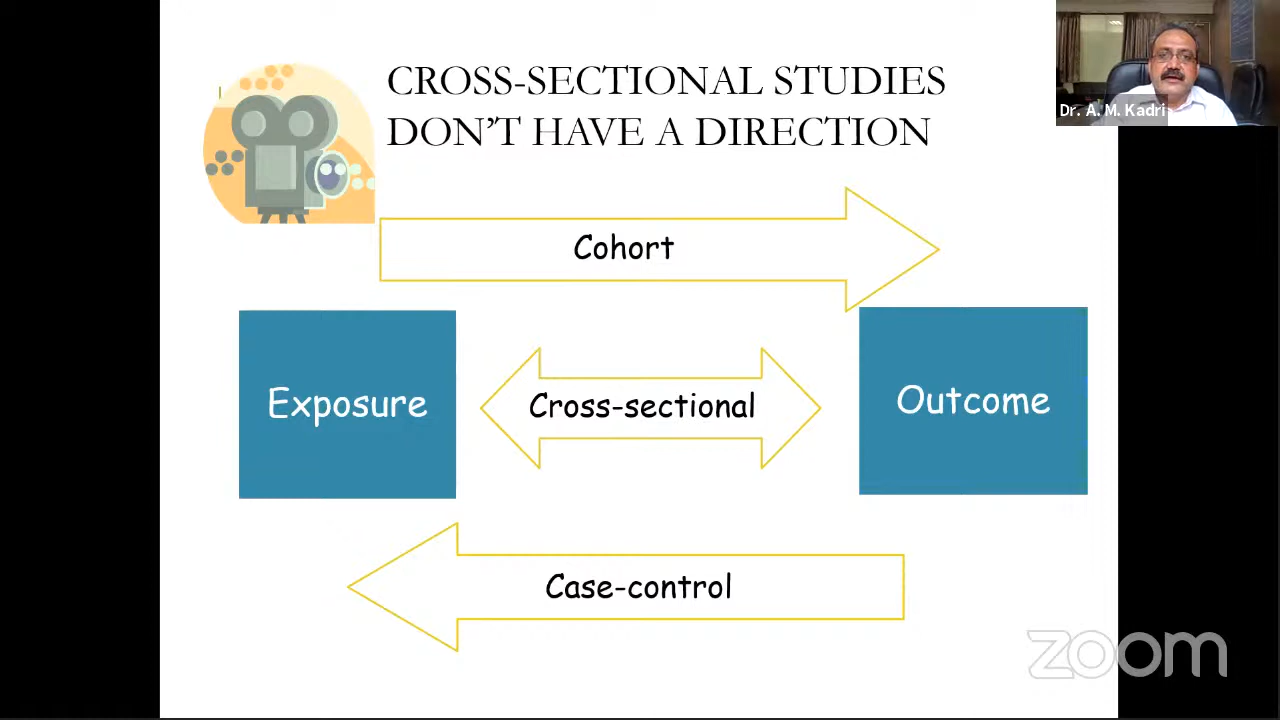 CROSS-SECTIONAL STUDIES
DON'T HAVE A DIRECTION
Dr. A. M. Kadri
Cohort
Exposure
Cross-sectional
Outcome
Case-control
zoom